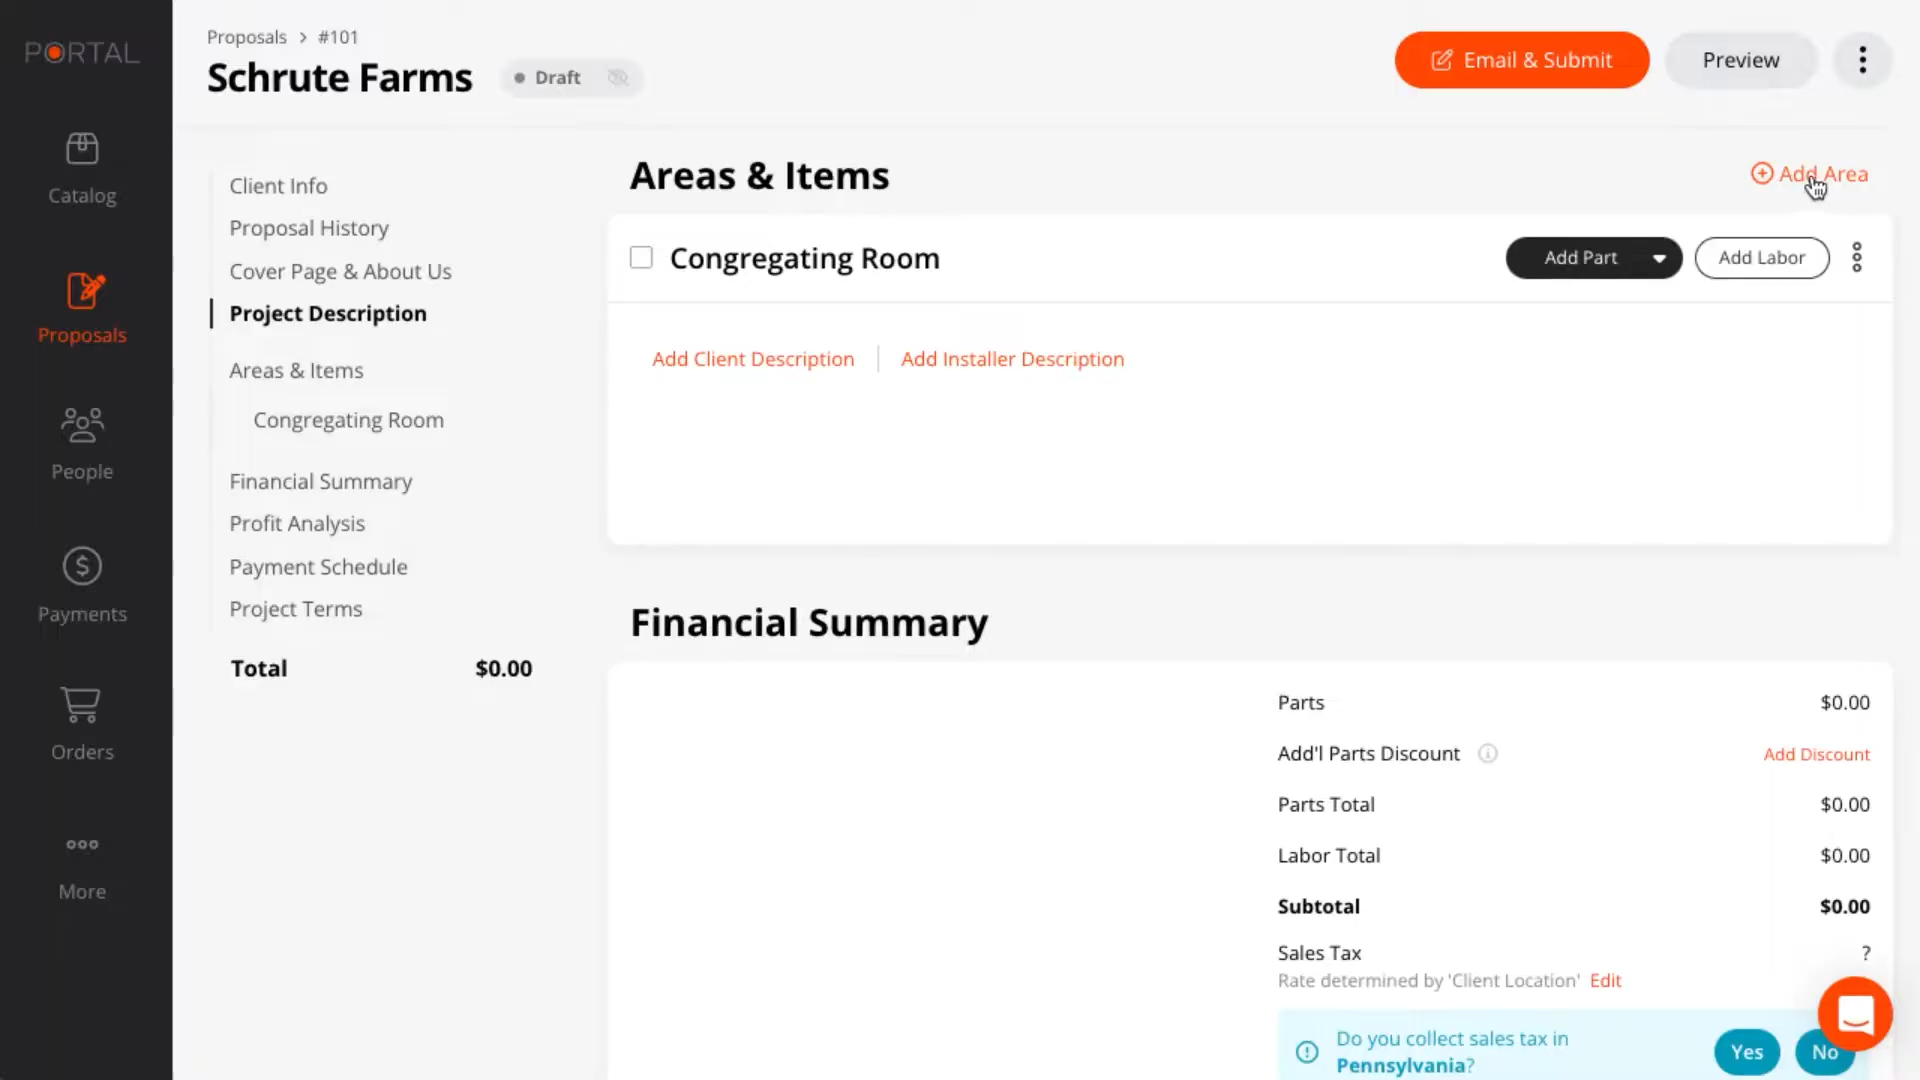 PORTAL
Catalog
Proposals
People
Payments
Orders
More
Proposals > #101
Schrute Farms
Draft
Email & Submit
Preview
Client Info
Proposal History
Cover Page & About Us
Project Description
Areas & Items
Congregating Room
Financial Summary
Profit Analysis
Payment Schedule
Project Terms
Total $0.00
Areas & Items
Add Area
Congregating Room
Add Part
Add Labor
Add Client Description
Add Installer Description
Financial Summary
Parts $0.00
Add'l Parts Discount Add Discount
Parts Total $0.00
Labor Total $0.00
Subtotal $0.00
Sales Tax ?
Rate determined by 'Client Location' Edit
Do you collect sales tax in
Pennsylvania?
Yes
No